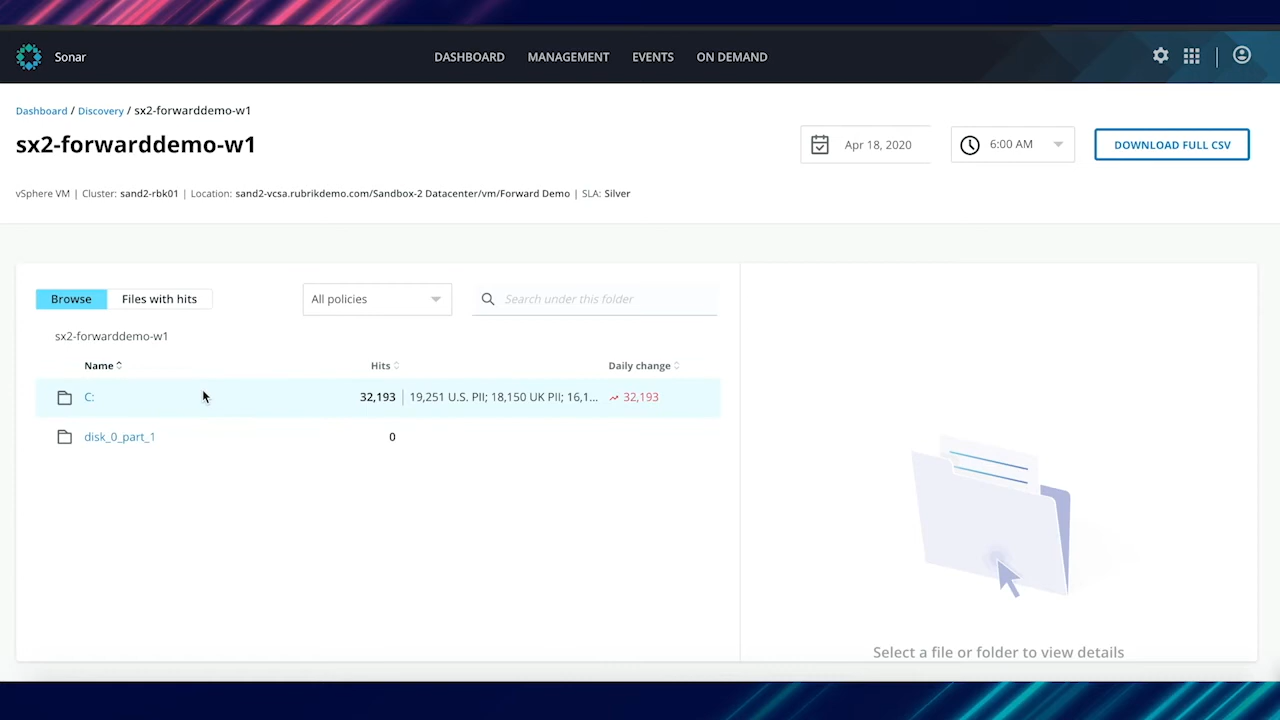 Sonar
DASHBOARD MANAGEMENT EVENTS ON DEMAND
Dashboard / Discovery / sx2-forwarddemo-w1
sx2-forwarddemo-w1
Apr 18, 2020
6:00 AM
DOWNLOAD FULL CSV
vSphere VM | Cluster: sand2-rbk01 | Location: sand2-vcsa.rubrikdemo.com/Sandbox-2 Datacenter/vm/Forward Demo | SLA: Silver
Browse Files with hits
All policies
Search under this folder
sx2-forwarddemo-w1
Name Hits Daily change
C: 32,193 | 19,251 U.S. PII; 18,150 UK PII; 16,1... 32,193
disk_0_part_1 0
Select a file or folder to view details